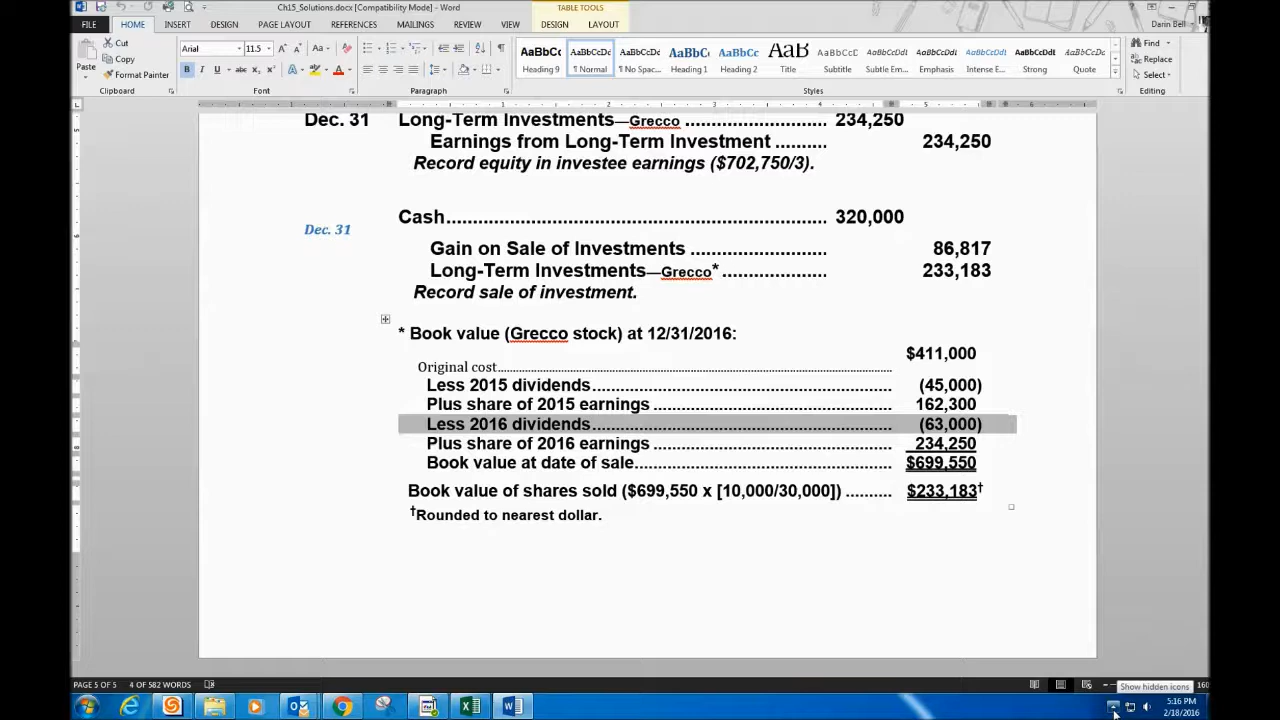 Ch15_Solutions.docx [Compatibility Mode] - Word
TABLE TOOLS
FILE HOME INSERT DESIGN PAGE LAYOUT REFERENCES MAILINGS REVIEW VIEW DESIGN LAYOUT
Darin Bell
Paste
Cut
Copy
Format Painter
Arial 11.5
AaBbCc AaBbCcDc AaBbCcDc AaBbC AaBbCc AaB AaBbCcD AaBbCcDd AaBbCcDd AaBbCcDd AaBbCcDc AaBbCcDc
Heading 9 ¶ Normal ¶ No Spac... Heading 1 Heading 2 Title Subtitle Subtle Em... Emphasis Intense E... Strong Quote
Find
Replace
Select
Clipboard Font Paragraph Styles Editing
Dec. 31 Long-Term Investments—Grecco 234,250
Earnings from Long-Term Investment 234,250
Record equity in investee earnings ($702,750/3).
Cash 320,000
Dec. 31
Gain on Sale of Investments 86,817
Long-Term Investments—Grecco* 233,183
Record sale of investment.
* Book value (Grecco stock) at 12/31/2016:
Original cost $411,000
Less 2015 dividends (45,000)
Plus share of 2015 earnings 162,300
Less 2016 dividends (63,000)
Plus share of 2016 earnings 234,250
Book value at date of sale $699,550
Book value of shares sold ($699,550 x [10,000/30,000]) $233,183†
†Rounded to nearest dollar.
PAGE 5 OF 5 4 OF 582 WORDS
Show hidden icons
5:16 PM
2/18/2016